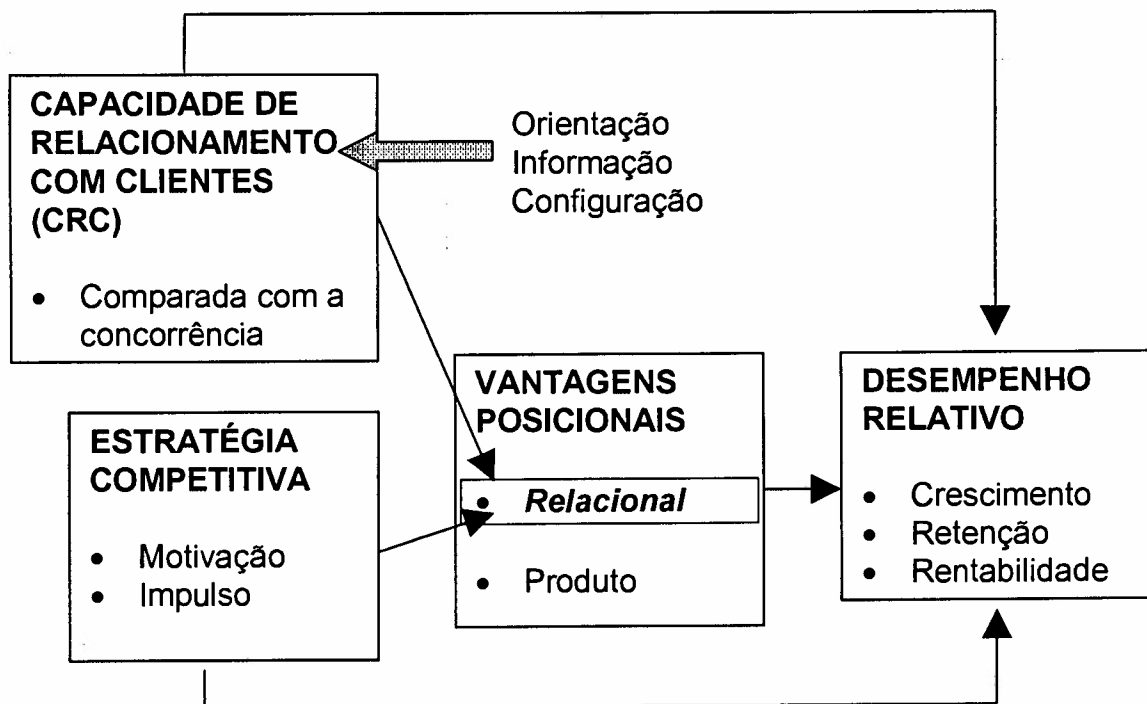 CAPACIDADE DE
RELACIONAMENTO
COM CLIENTES
(CRC)
• Comparada com a
concorrência
Orientação
Informação
Configuração
ESTRATÉGIA
COMPETITIVA
• Motivação
• Impulso
VANTAGENS
POSICIONAIS
• Relacional
• Produto
DESEMPENHO
RELATIVO
• Crescimento
• Retenção
• Rentabilidade